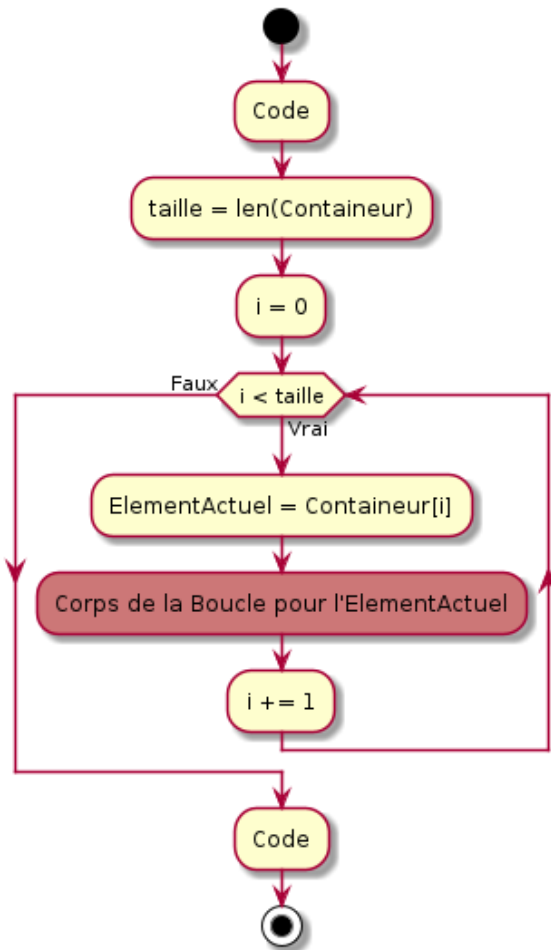 Code
taille = len(Containeur)
i = 0
Faux
i < taille
Vrai
ElementActuel = Containeur[i]
Corps de la Boucle pour l'ElementActuel
i += 1
Code